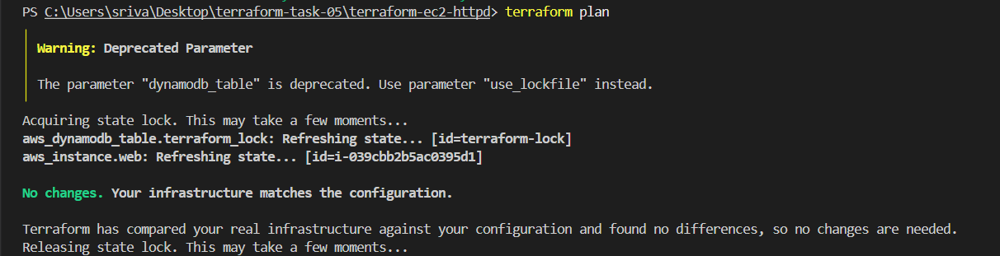 PS C:\Users\sriva\Desktop\terraform-task-05\terraform-ec2-httpd> terraform plan
Warning: Deprecated Parameter
The parameter "dynamodb_table" is deprecated. Use parameter "use_lockfile" instead.
Acquiring state lock. This may take a few moments...
aws_dynamodb_table.terraform_lock: Refreshing state... [id=terraform-lock]
aws_instance.web: Refreshing state... [id=i-039cbb2b5ac0395d1]
No changes. Your infrastructure matches the configuration.
Terraform has compared your real infrastructure against your configuration and found no differences, so no changes are needed.
Releasing state lock. This may take a few moments...